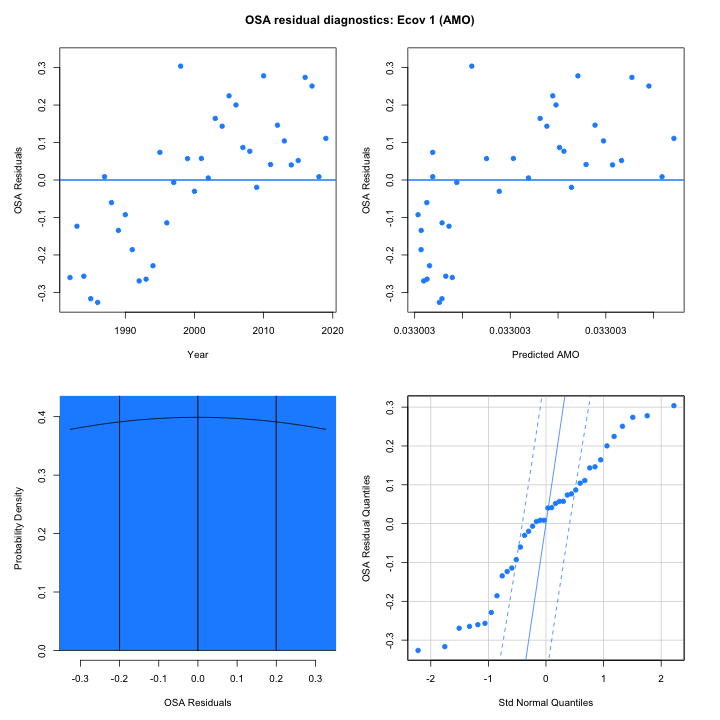 OSA residual diagnostics: Ecov 1 (AMO)
OSA Residuals
0.3
0.2
0.1
0.0
-0.1
-0.2
-0.3
1990 2000 2010 2020
Year
OSA Residuals
0.3
0.2
0.1
0.0
-0.1
-0.2
-0.3
0.033003 0.033003 0.033003
Predicted AMO
Probability Density
0.4
0.3
0.2
0.1
0.0
-0.3 -0.2 -0.1 0.0 0.1 0.2 0.3
OSA Residuals
OSA Residual Quantiles
0.3
0.2
0.1
0.0
-0.1
-0.2
-0.3
-2 -1 0 1 2
Std Normal Quantiles